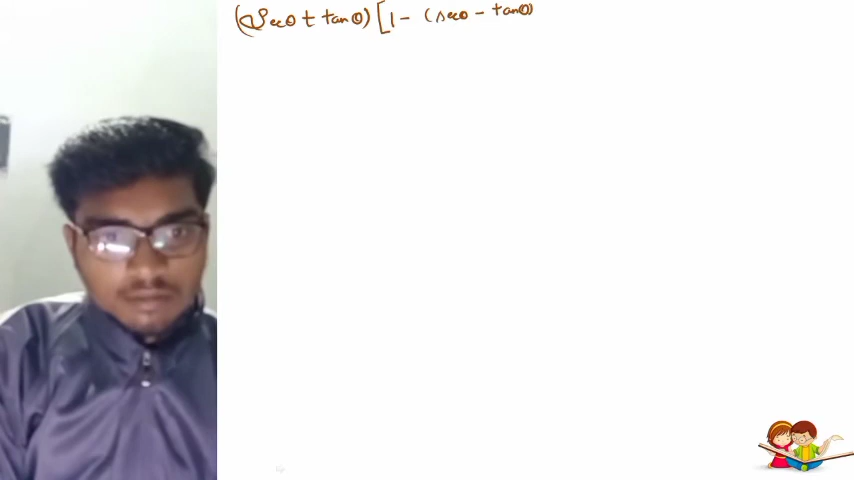 (Secθ + tanθ) [1 - (secθ - tanθ)